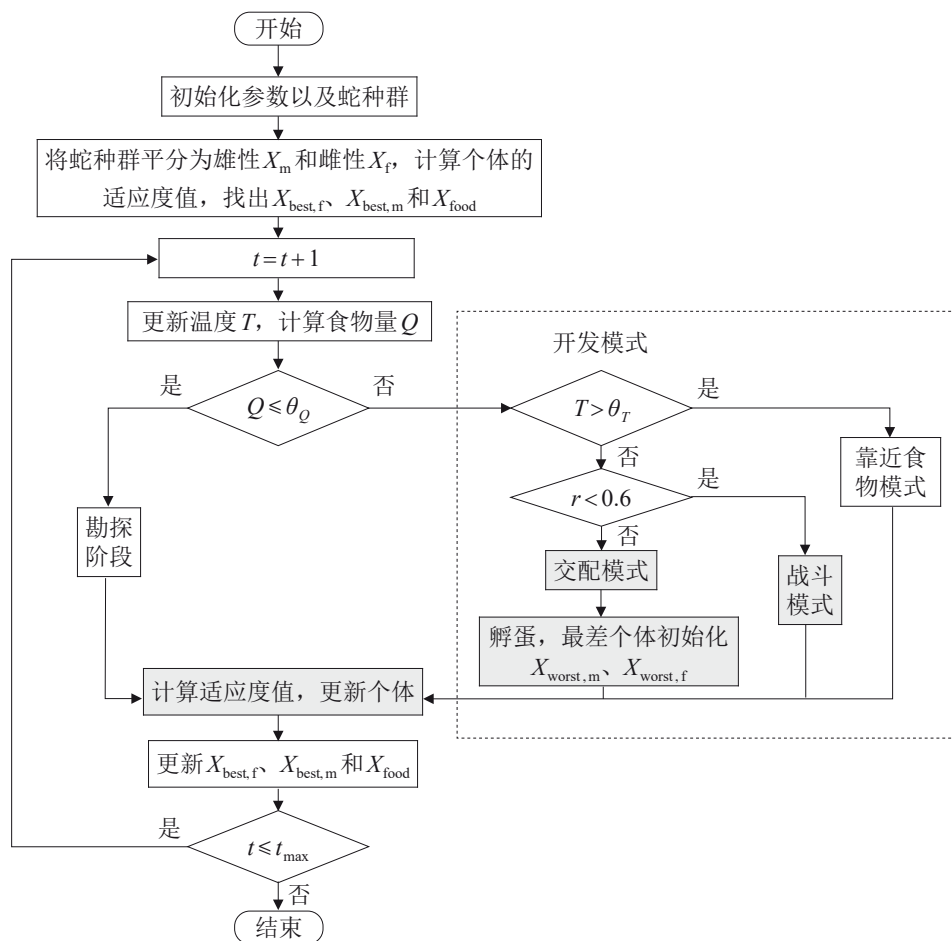 开始
初始化参数以及蛇种群
将蛇种群平分为雄性X_m和雌性X_f，计算个体的
适应度值，找出X_best,f、X_best,m和X_food
t=t+1
更新温度T，计算食物量Q
开发模式
是
Q≤θ_Q
否
T>θ_T
是
否
靠近食
物模式
r<0.6
是
否
勘探
阶段
交配模式
战斗
模式
孵蛋，最差个体初始化
X_worst,m、X_worst,f
计算适应度值，更新个体
更新X_best,f、X_best,m和X_food
是
t≤t_max
否
结束